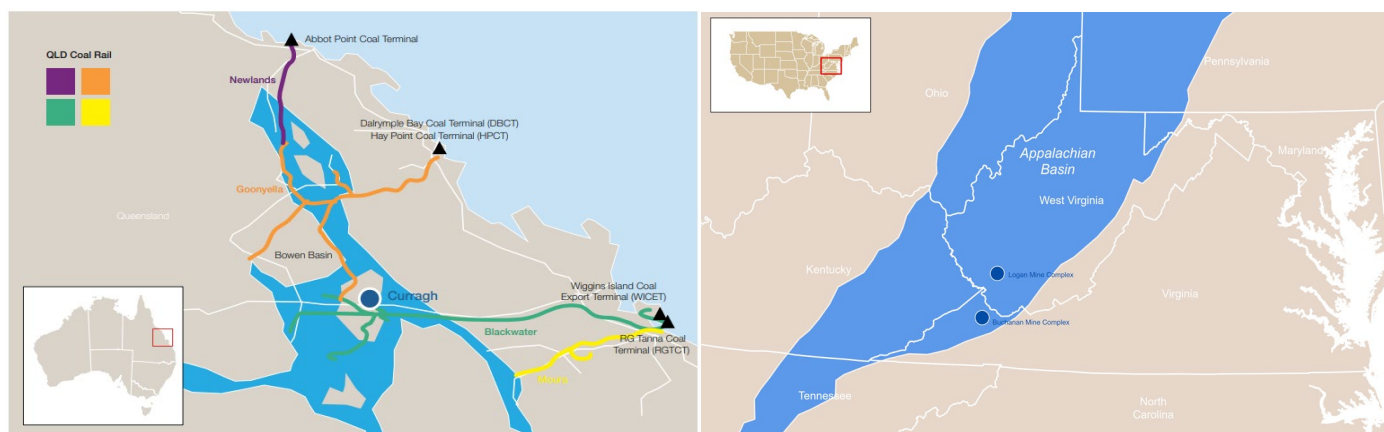 QLD Coal Rail
Abbot Point Coal Terminal
Newlands
Dalrymple Bay Coal Terminal (DBCT)
Hay Point Coal Terminal (HPCT)
Goonyella
Queensland
Bowen Basin
Curragh
Wiggins Island Coal
Export Terminal (WICET)
Blackwater
RG Tanna Coal
Terminal (RGTCT)
Moura
Pennsylvania
Ohio
Maryland
Appalachian
Basin
West Virginia
Kentucky
Logan Mine Complex
Virginia
Buchanan Mine Complex
Tennessee
North
Carolina